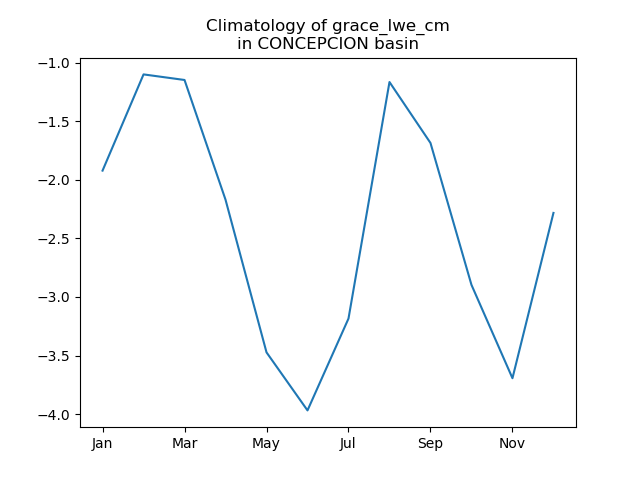 Climatology of grace_lwe_cm
in CONCEPCION basin
−1.0
−1.5
−2.0
−2.5
−3.0
−3.5
−4.0
Jan Mar May Jul Sep Nov